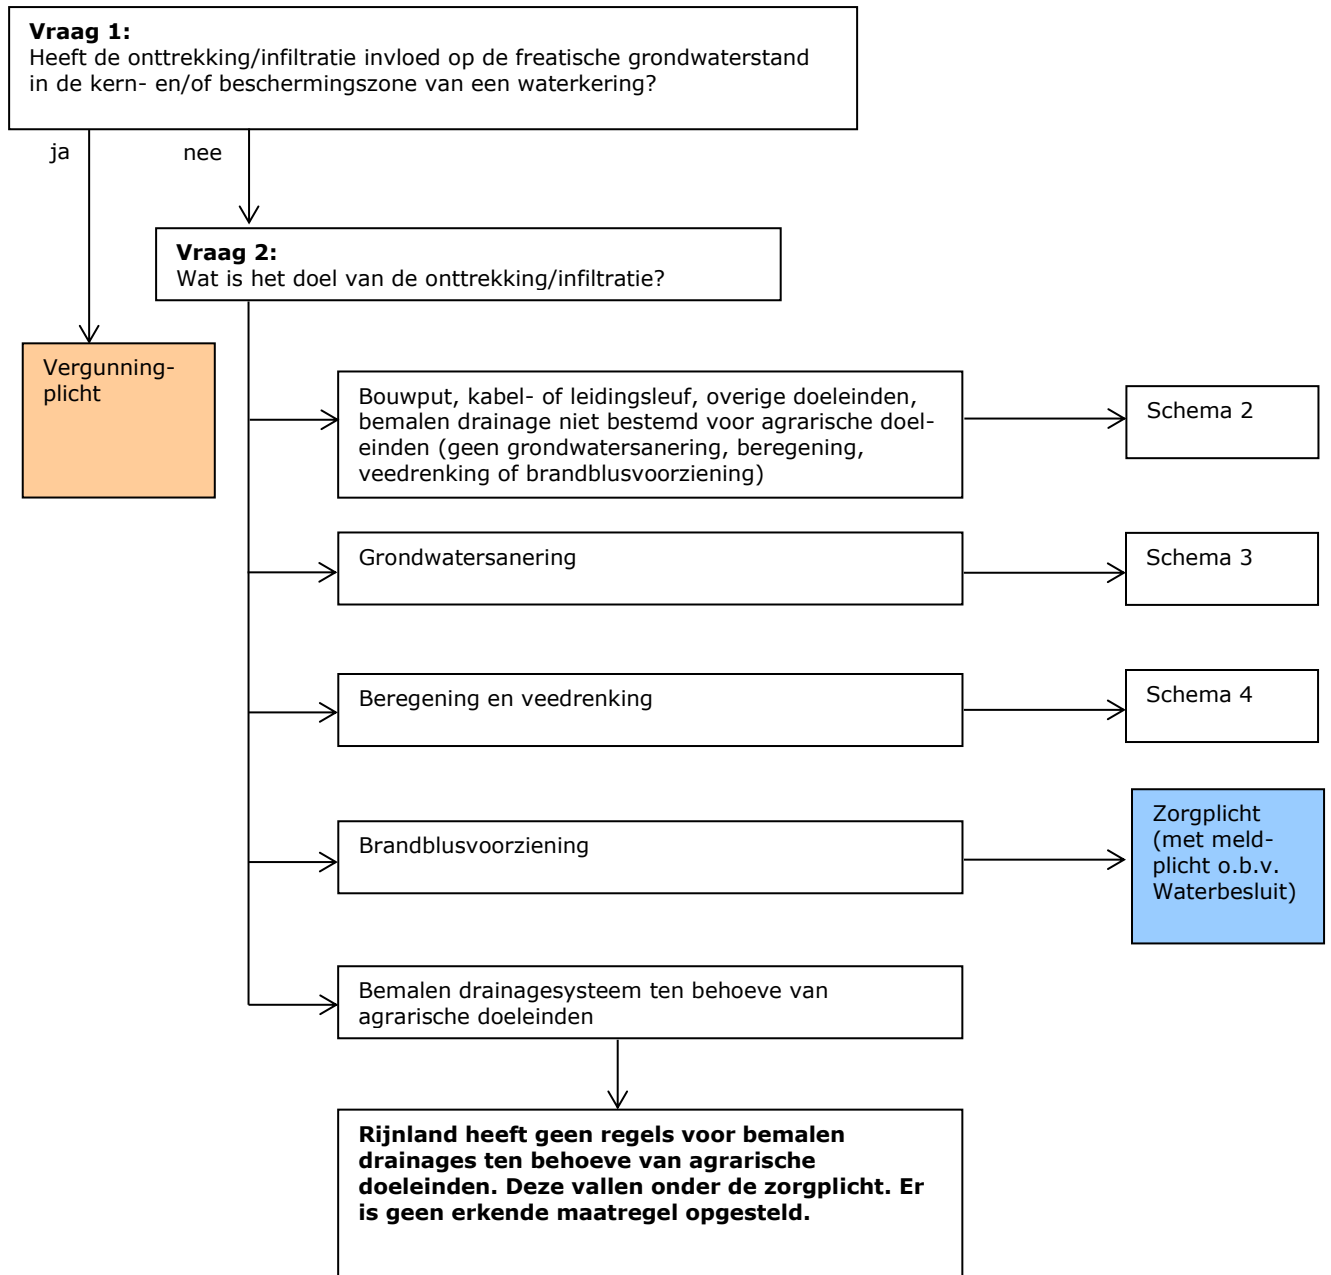 Vraag 1:
Heeft de onttrekking/infiltratie invloed op de freatische grondwaterstand
in de kern- en/of beschermingszone van een waterkering?
ja
nee
Vraag 2:
Wat is het doel van de onttrekking/infiltratie?
Vergunning-
plicht
Bouwput, kabel- of leidingsleuf, overige doeleinden,
bemalen drainage niet bestemd voor agrarische doel-
einden (geen grondwatersanering, beregening,
veedrenking of brandblusvoorziening)
Schema 2
Grondwatersanering
Schema 3
Beregening en veedrenking
Schema 4
Brandblusvoorziening
Zorgplicht
(met meld-
plicht o.b.v.
Waterbesluit)
Bemalen drainagesysteem ten behoeve van
agrarische doeleinden
Rijnland heeft geen regels voor bemalen
drainages ten behoeve van agrarische
doeleinden. Deze vallen onder de zorgplicht. Er
is geen erkende maatregel opgesteld.